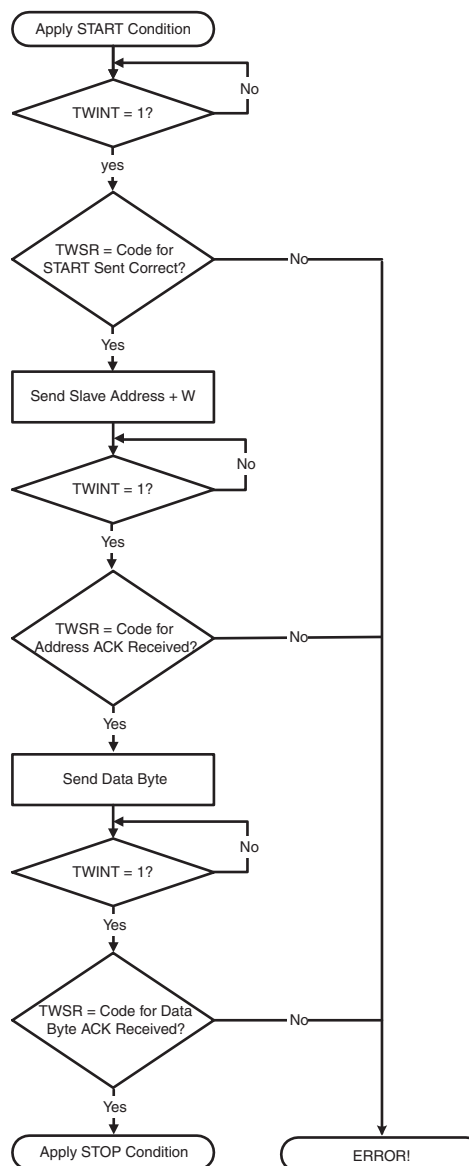 Apply START Condition
No
TWINT = 1?
yes
TWSR = Code for
START Sent Correct?
No
Yes
Send Slave Address + W
No
TWINT = 1?
Yes
TWSR = Code for
Address ACK Received?
No
Yes
Send Data Byte
No
TWINT = 1?
Yes
TWSR = Code for Data
Byte ACK Received?
No
Yes
Apply STOP Condition
ERROR!